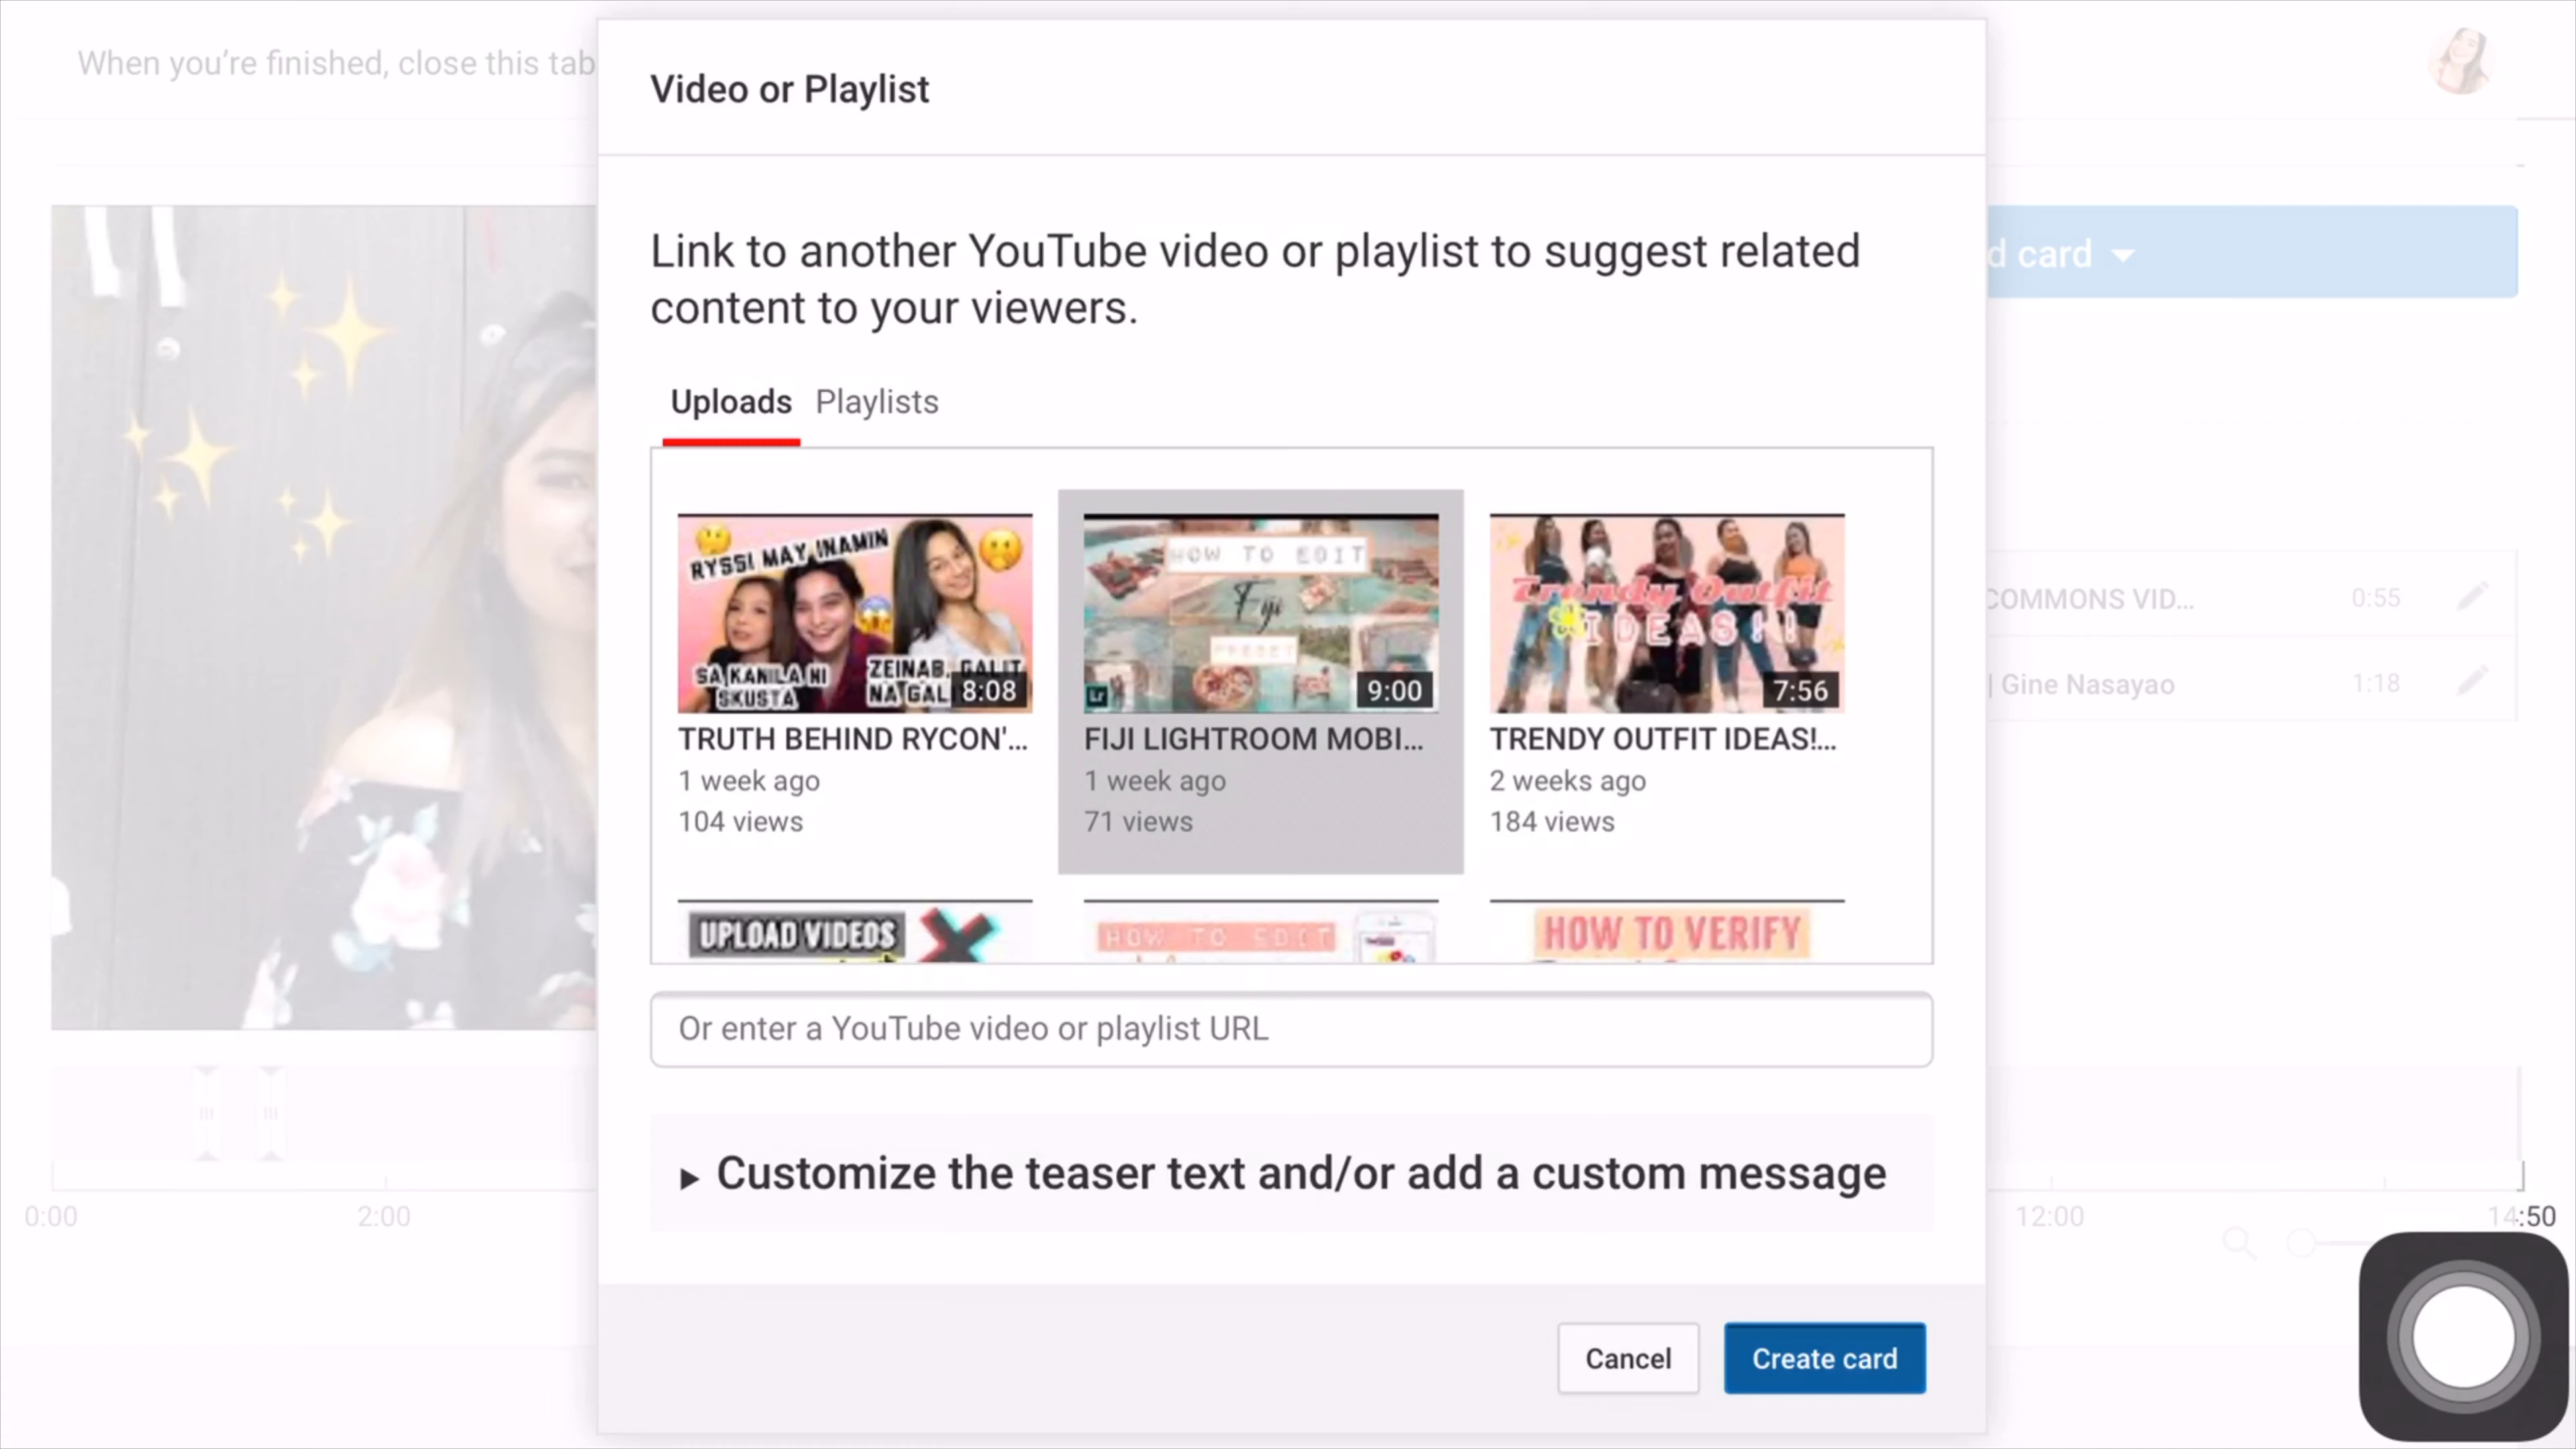 When you're finished, close this tab
Video or Playlist
Link to another YouTube video or playlist to suggest related
content to your viewers.
d card
Uploads Playlists
RYSSI MAY INAMIN
SA KANILA NI
SKUSTA
ZEINAB, GALIT
NA GAL
8:08
TRUTH BEHIND RYCON'...
1 week ago
104 views
HOW TO EDIT
Fiji
PRESET
Lr
9:00
FIJI LIGHTROOM MOBI...
1 week ago
71 views
Trendy Outfit
IDEAS!!
7:56
TRENDY OUTFIT IDEAS!...
2 weeks ago
184 views
COMMONS VID... 0:55
| Gine Nasayao 1:18
UPLOAD VIDEOS
HOW TO EDIT
HOW TO VERIFY
Or enter a YouTube video or playlist URL
Customize the teaser text and/or add a custom message
0:00 2:00 12:00 14:50
Cancel Create card